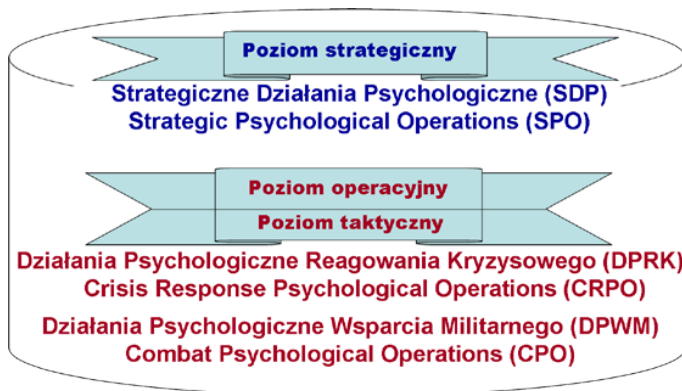 Poziom strategiczny
Strategiczne Działania Psychologiczne (SDP)
Strategic Psychological Operations (SPO)
Poziom operacyjny
Poziom taktyczny
Działania Psychologiczne Reagowania Kryzysowego (DPRK)
Crisis Response Psychological Operations (CRPO)
Działania Psychologiczne Wsparcia Militarnego (DPWM)
Combat Psychological Operations (CPO)